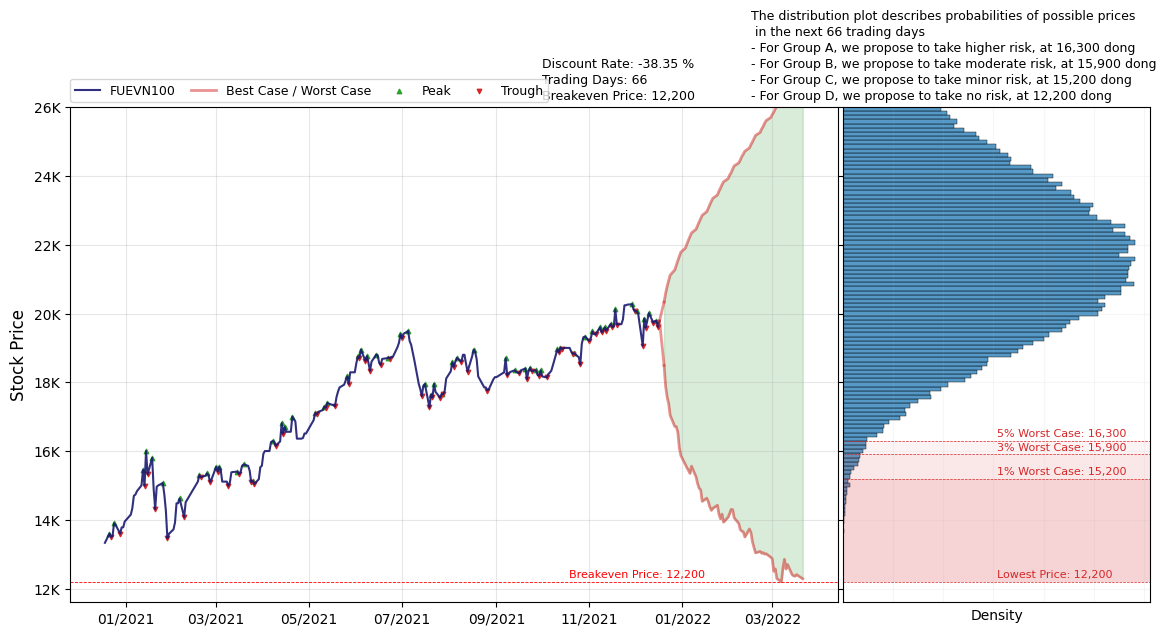 The distribution plot describes probabilities of possible prices
in the next 66 trading days
- For Group A, we propose to take higher risk, at 16,300 dong
- For Group B, we propose to take moderate risk, at 15,900 dong
- For Group C, we propose to take minor risk, at 15,200 dong
- For Group D, we propose to take no risk, at 12,200 dong
Discount Rate: -38.35 %
Trading Days: 66
Breakeven Price: 12,200
FUEVN100
Best Case / Worst Case
Peak
Trough
Stock Price
26K
24K
22K
20K
18K
16K
14K
12K
Breakeven Price: 12,200
01/2021
03/2021
05/2021
07/2021
09/2021
11/2021
01/2022
03/2022
5% Worst Case: 16,300
3% Worst Case: 15,900
1% Worst Case: 15,200
Lowest Price: 12,200
Density